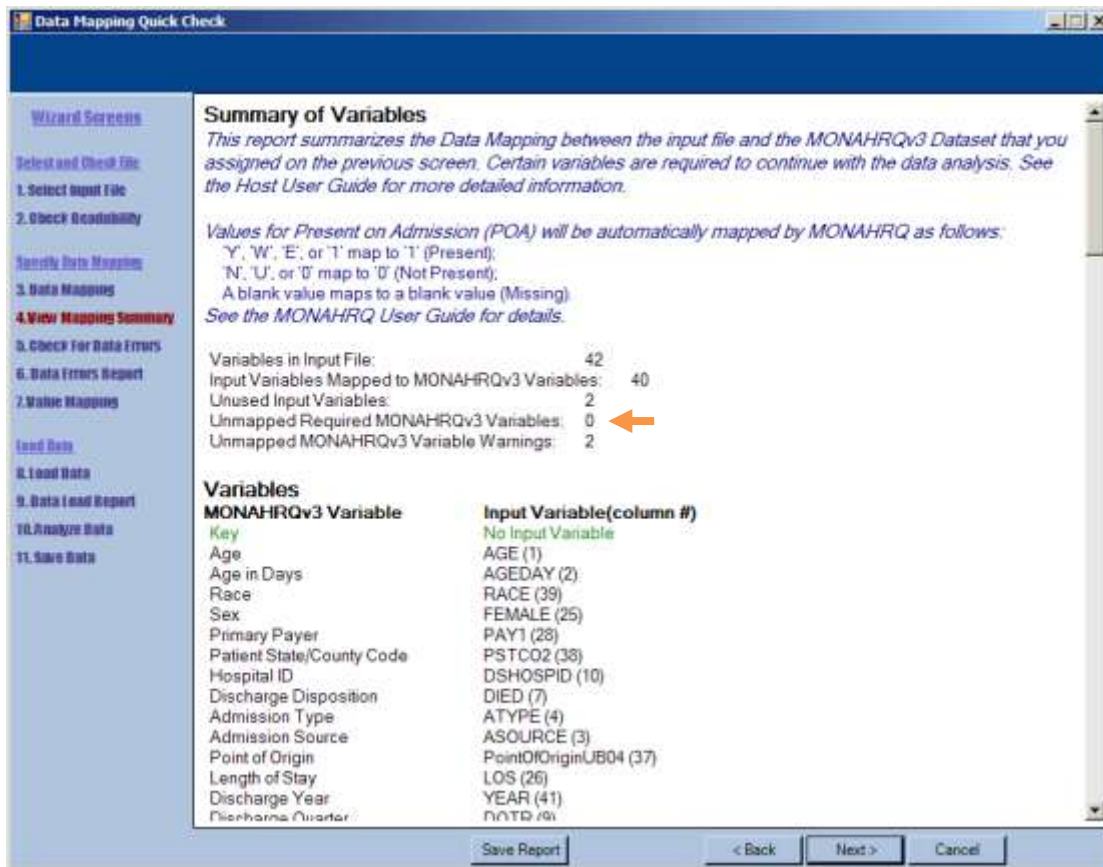 Data Mapping Quick Check
Wizard Screens
Select and Check File
1. Select Input File
2. Check Readability
Specify Data Mapping
3. Data Mapping
4. View Mapping Summary
5. Check For Data Errors
6. Data Errors Report
7. Value Mapping
Load Data
8. Load Data
9. Data Load Report
10. Analyze Data
11. Save Data
Summary of Variables
This report summarizes the Data Mapping between the input file and the MONAHRQv3 Dataset that you
assigned on the previous screen. Certain variables are required to continue with the data analysis. See
the Host User Guide for more detailed information.
Values for Present on Admission (POA) will be automatically mapped by MONAHRQ as follows:
'Y', 'W', 'E', or '1' map to '1' (Present);
'N', 'U', or '0' map to '0' (Not Present);
A blank value maps to a blank value (Missing)
See the MONAHRQ User Guide for details.
Variables in Input File: 42
Input Variables Mapped to MONAHRQv3 Variables: 40
Unused Input Variables: 2
Unmapped Required MONAHRQv3 Variables: 0
Unmapped MONAHRQv3 Variable Warnings: 2
Variables
MONAHRQv3 Variable Input Variable(column #)
Key No Input Variable
Age AGE (1)
Age in Days AGEDAY (2)
Race RACE (39)
Sex FEMALE (25)
Primary Payer PAY1 (28)
Patient State/County Code PSTCO2 (38)
Hospital ID DSHOSPID (10)
Discharge Disposition DIED (7)
Admission Type ATYPE (4)
Admission Source ASOURCE (3)
Point of Origin PointOfOriginUB04 (37)
Length of Stay LOS (26)
Discharge Year YEAR (41)
Discharge Quarter DQTR (9)
Save Report
< Back
Next >
Cancel